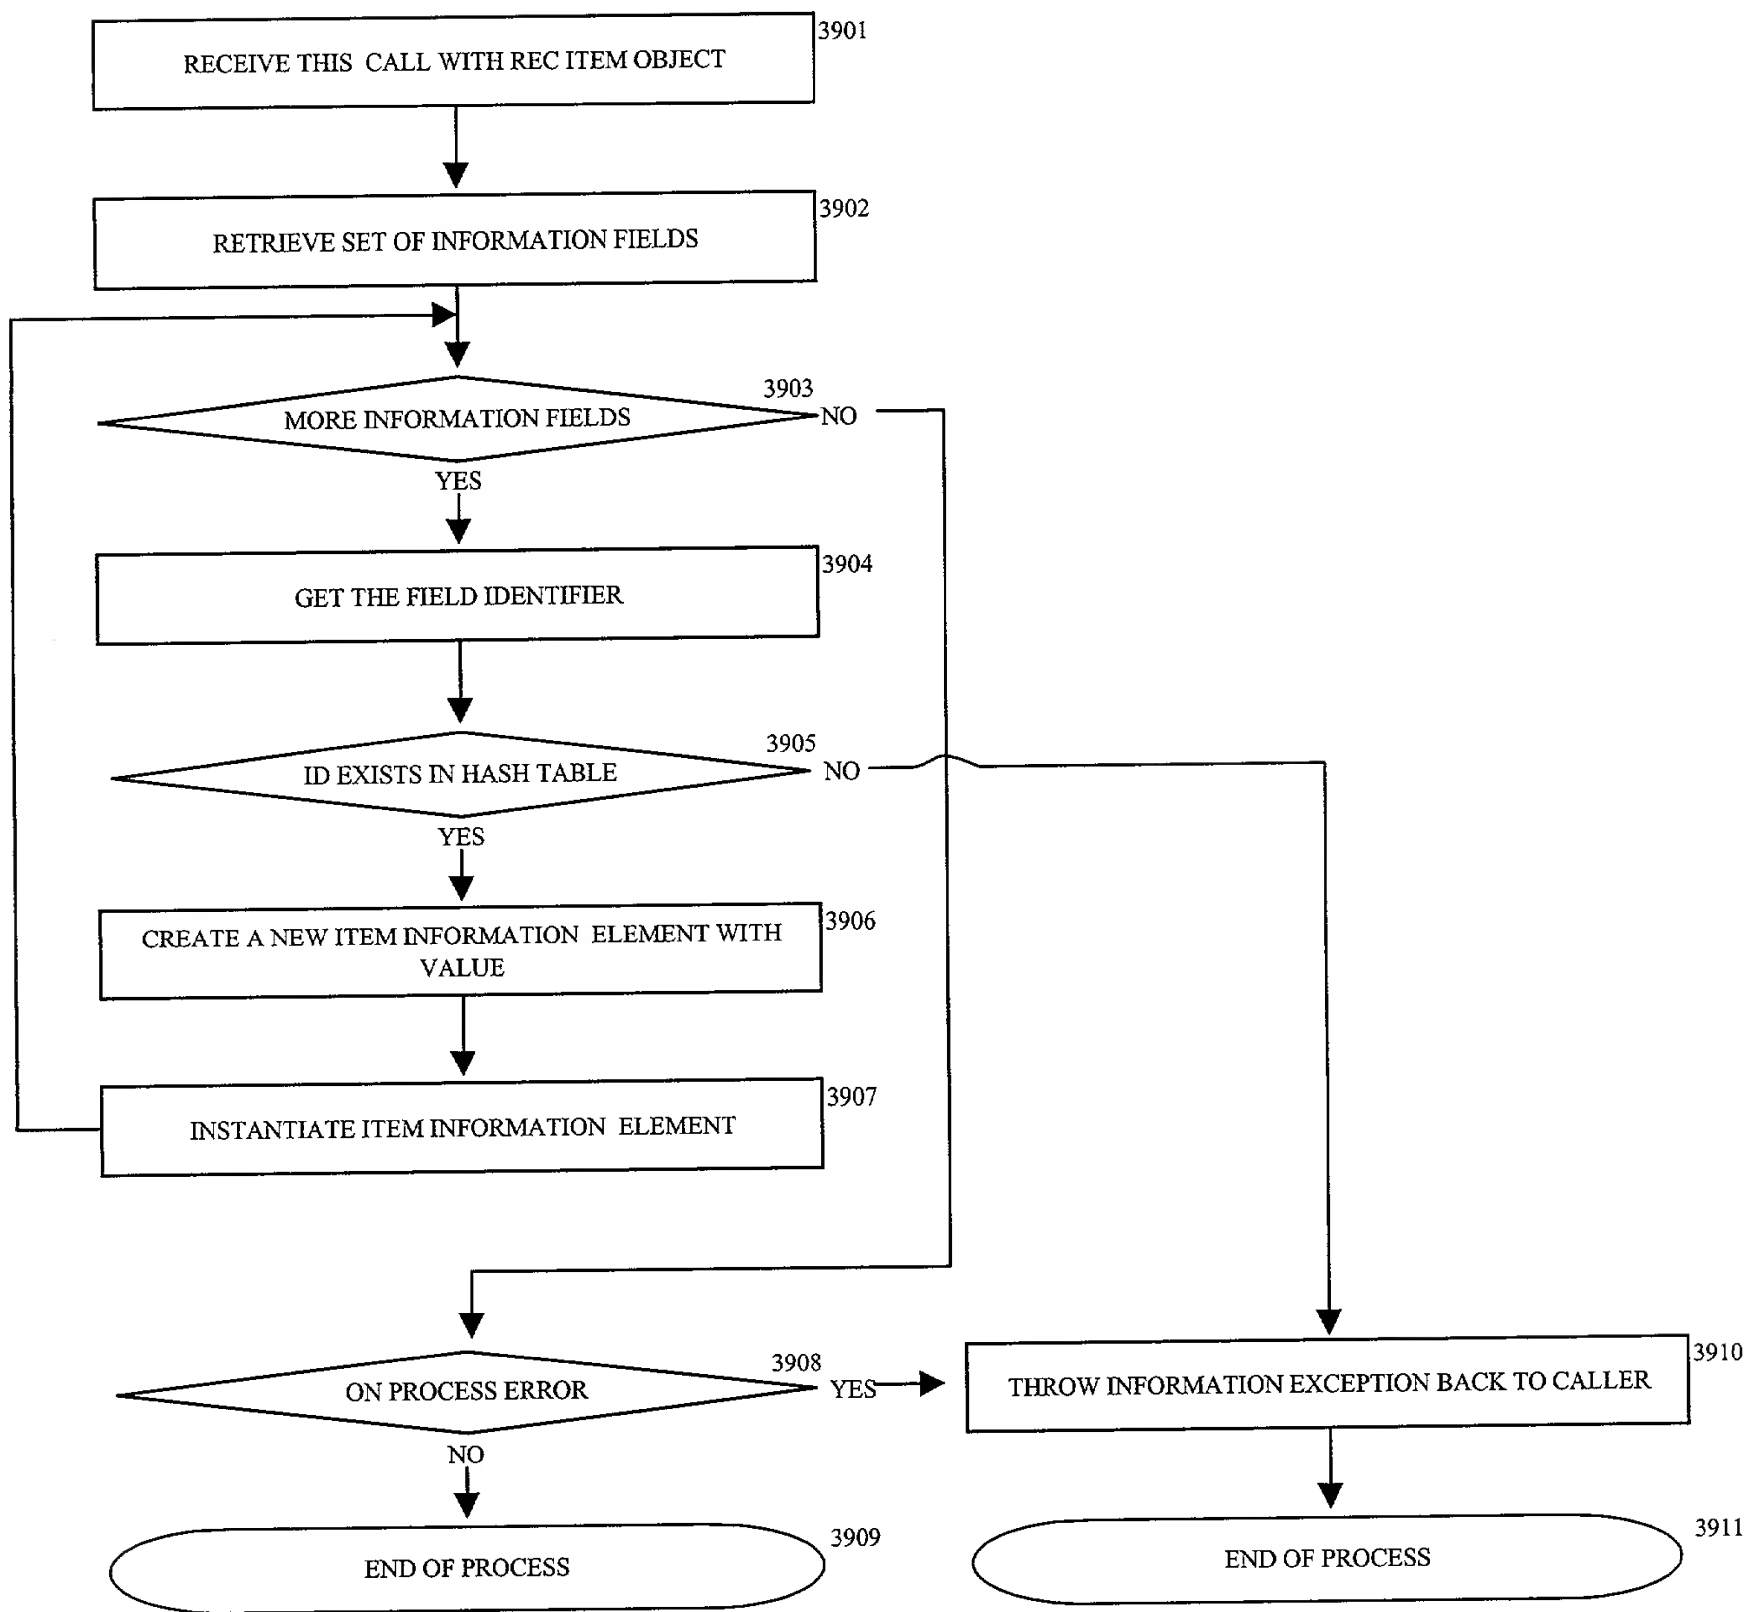 3901
RECEIVE THIS CALL WITH REC ITEM OBJECT
3902
RETRIEVE SET OF INFORMATION FIELDS
3903
MORE INFORMATION FIELDS
NO
YES
3904
GET THE FIELD IDENTIFIER
3905
ID EXISTS IN HASH TABLE
NO
YES
3906
CREATE A NEW ITEM INFORMATION ELEMENT WITH
VALUE
3907
INSTANTIATE ITEM INFORMATION ELEMENT
3908
ON PROCESS ERROR
YES
NO
3910
THROW INFORMATION EXCEPTION BACK TO CALLER
3909
END OF PROCESS
3911
END OF PROCESS